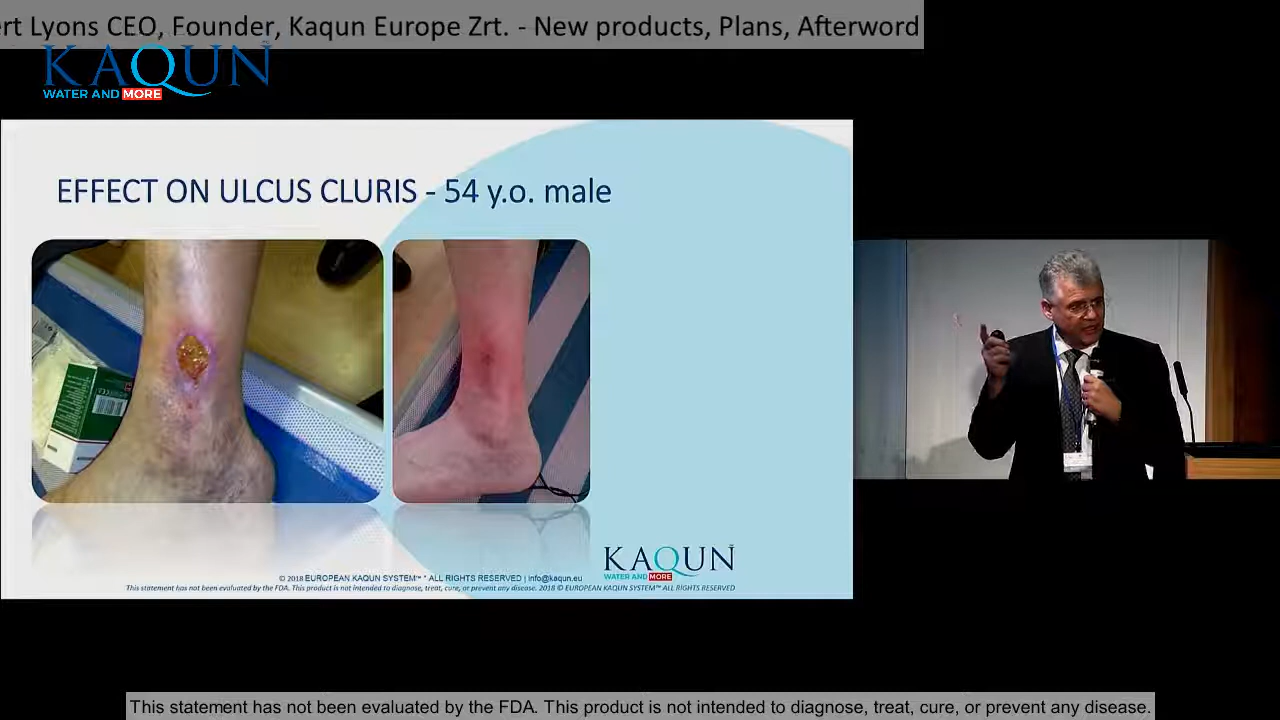 rt Lyons CEO, Founder, Kaqun Europe Zrt. - New products, Plans, Afterword
KAQUN
WATER AND MORE
EFFECT ON ULCUS CLURIS - 54 y.o. male
KAQUN
WATER AND MORE
© 2018 EUROPEAN KAQUN SYSTEM™ * ALL RIGHTS RESERVED | info@kaqun.eu
This statement has not been evaluated by the FDA. This product is not intended to diagnose, treat, cure, or prevent any disease. 2018 © EUROPEAN KAQUN SYSTEM™ ALL RIGHTS RESERVED
This statement has not been evaluated by the FDA. This product is not intended to diagnose, treat, cure, or prevent any disease.